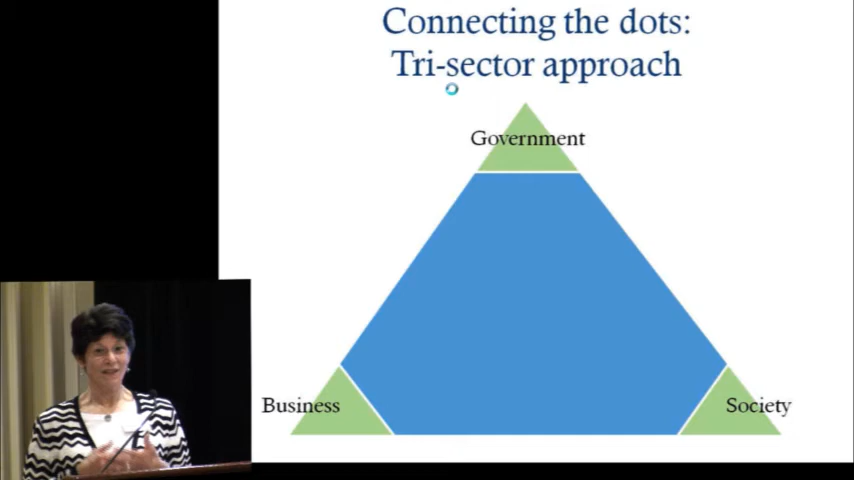 Connecting the dots:
Tri-sector approach
Government
Business
Society